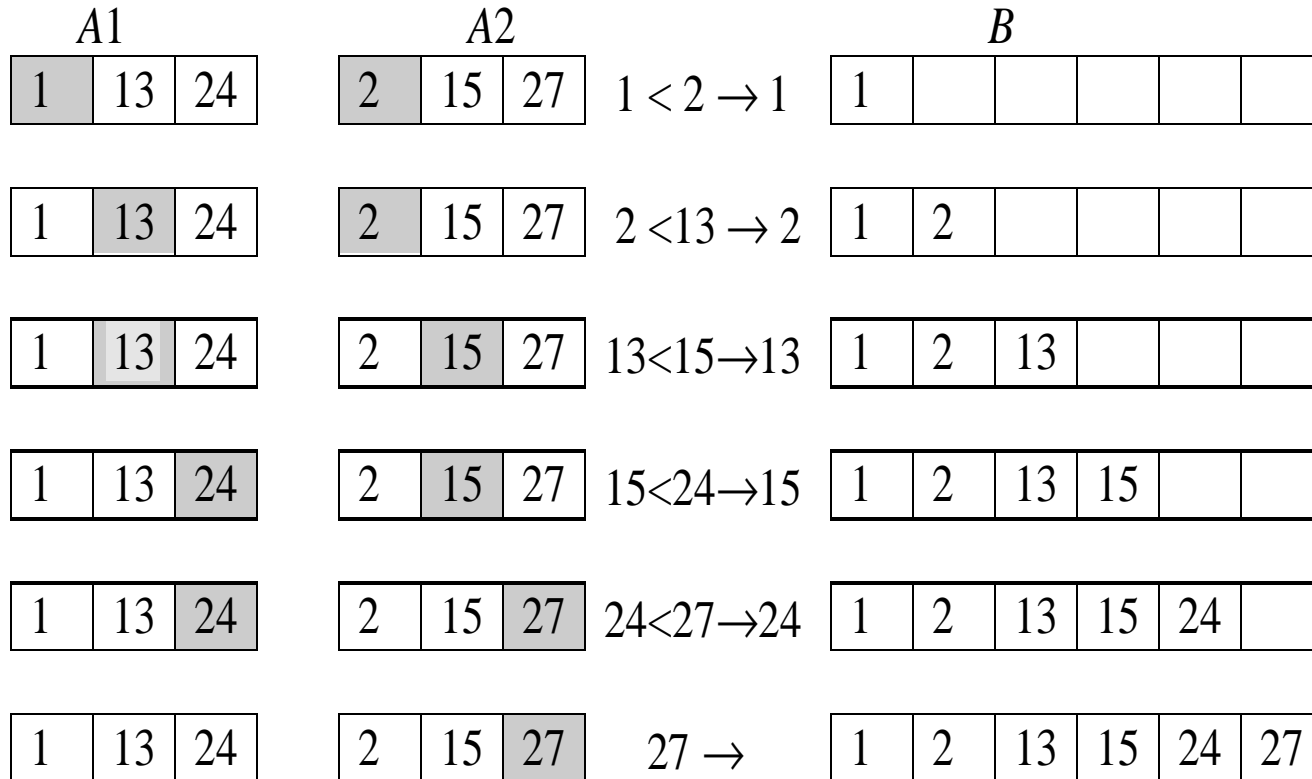 A1 A2 B
1 13 24 2 15 27 1 < 2 → 1 1
1 13 24 2 15 27 2 <13 → 2 1 2
1 13 24 2 15 27 13<15→13 1 2 13
1 13 24 2 15 27 15<24→15 1 2 13 15
1 13 24 2 15 27 24<27→24 1 2 13 15 24
1 13 24 2 15 27 27 → 1 2 13 15 24 27